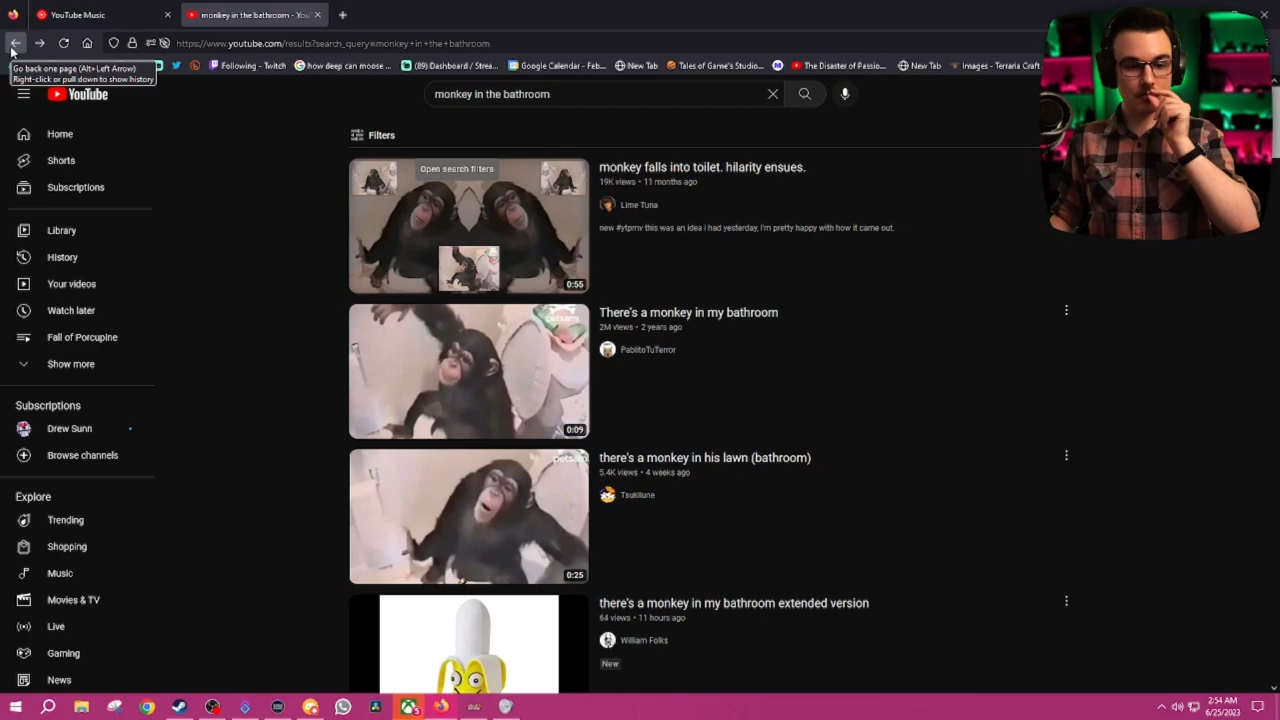 YouTube Music
monkey in the bathroom - You
https://www.youtube.com/results?search_query=monkey+in+the+bathroom
Go back one page (Alt+Left Arrow)
Right-click or pull down to show history
Following - Twitch
how deep can moose ...
(89) Dashboard / Strea...
Google Calendar - Feb...
New Tab
Tales of Game's Studio...
The Disaster of Passio...
New Tab
Images - Terraria Craf...
YouTube
monkey in the bathroom
Home
Shorts
Subscriptions
Library
History
Your videos
Watch later
Fall of Porcupine
Show more
Subscriptions
Drew Sunn
Browse channels
Explore
Trending
Shopping
Music
Movies & TV
Live
Gaming
News
Filters
Open search filters
0:55
monkey falls into toilet. hilarity ensues.
19K views • 11 months ago
Lime Tuna
new #ytpmv this was an idea i had yesterday, i'm pretty happy with how it came out.
petsami
0:09
There's a monkey in my bathroom
2M views • 2 years ago
PablitoTuTerror
0:25
there's a monkey in his lawn (bathroom)
5.4K views • 4 weeks ago
there's a monkey in my bathroom extended version
64 views • 11 hours ago
William Folks
New
2:54 AM
6/25/2023